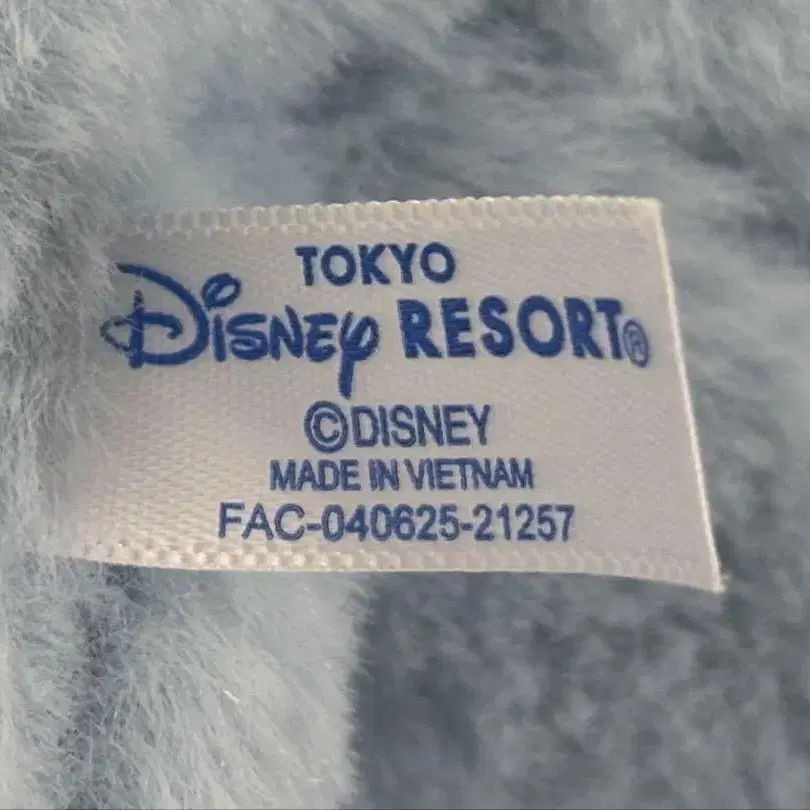 TOKYO
Disney RESORT®
©DISNEY
MADE IN VIETNAM
FAC-040625-21257